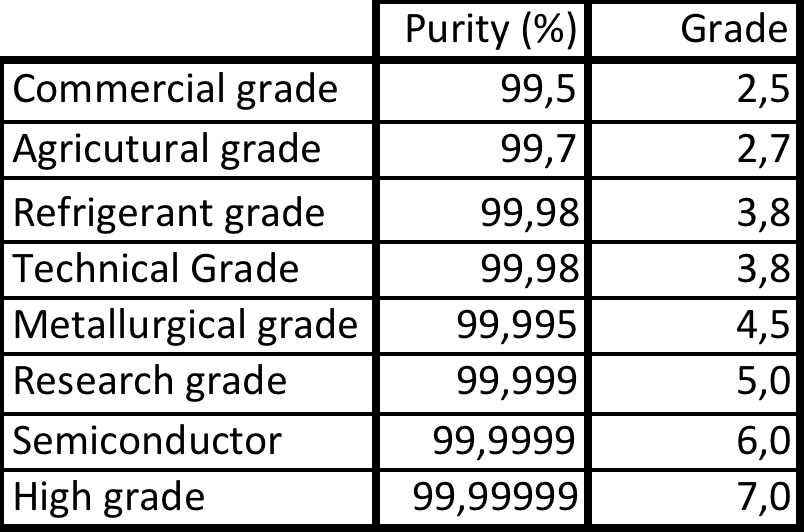 Purity (%) Grade
Commercial grade 99,5 2,5
Agricutural grade 99,7 2,7
Refrigerant grade 99,98 3,8
Technical Grade 99,98 3,8
Metallurgical grade 99,995 4,5
Research grade 99,999 5,0
Semiconductor 99,9999 6,0
High grade 99,99999 7,0